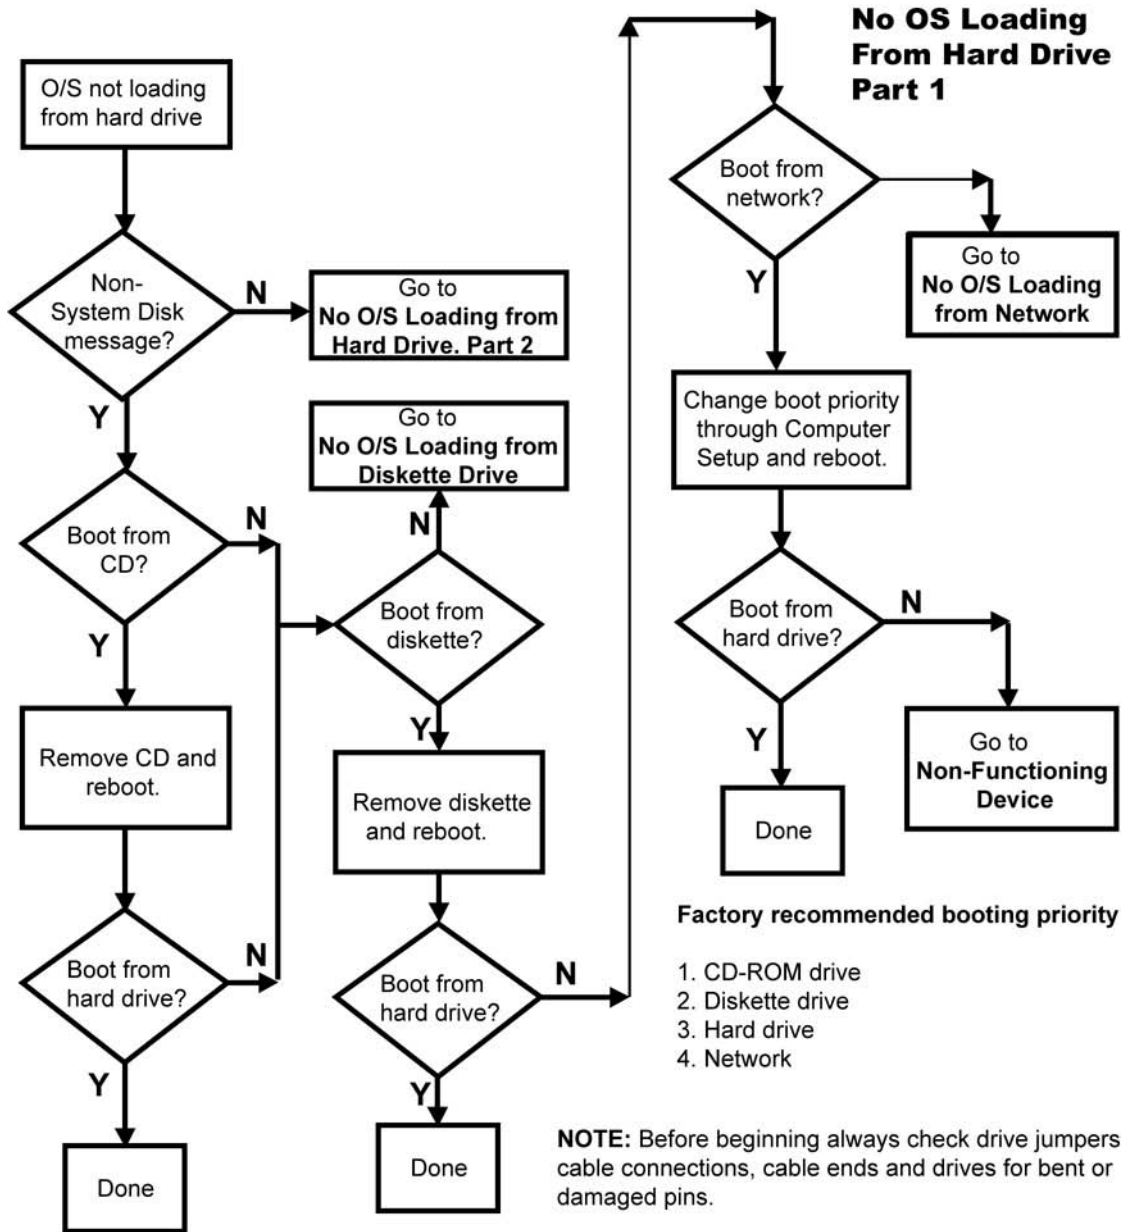 No OS Loading
From Hard Drive
Part 1
O/S not loading
from hard drive
Non-
System Disk
message?
N
Go to
No O/S Loading from
Hard Drive. Part 2
Y
Boot from
CD?
N
Y
Remove CD and
reboot.
Boot from
hard drive?
N
Y
Done
Go to
No O/S Loading from
Diskette Drive
N
Boot from
diskette?
Y
Remove diskette
and reboot.
Boot from
hard drive?
N
Y
Done
Boot from
network?
Go to
No O/S Loading
from Network
Y
Change boot priority
through Computer
Setup and reboot.
Boot from
hard drive?
N
Go to
Non-Functioning
Device
Y
Done
Factory recommended booting priority
1. CD-ROM drive
2. Diskette drive
3. Hard drive
4. Network
NOTE: Before beginning always check drive jumpers
cable connections, cable ends and drives for bent or
damaged pins.